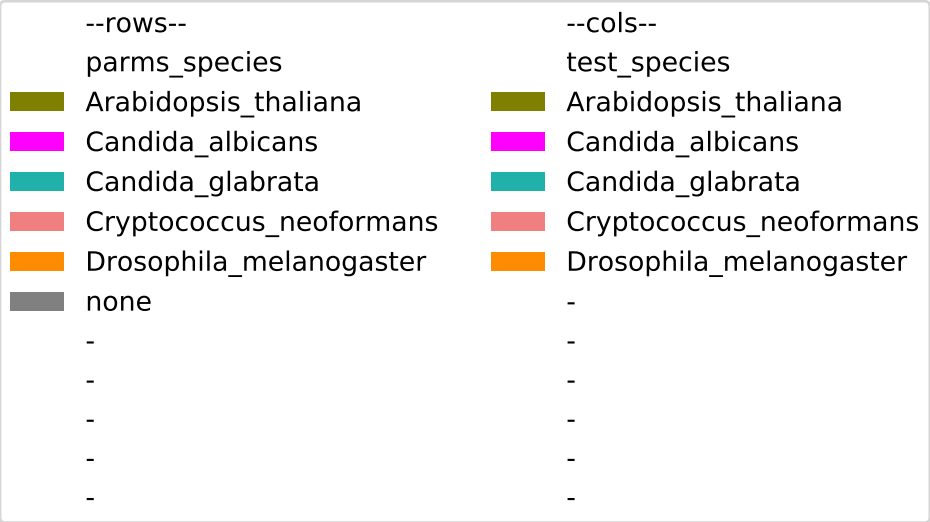 --rows-- --cols--
parms_species test_species
Arabidopsis_thaliana Arabidopsis_thaliana
Candida_albicans Candida_albicans
Candida_glabrata Candida_glabrata
Cryptococcus_neoformans Cryptococcus_neoformans
Drosophila_melanogaster Drosophila_melanogaster
none -
- -
- -
- -
- -
- -